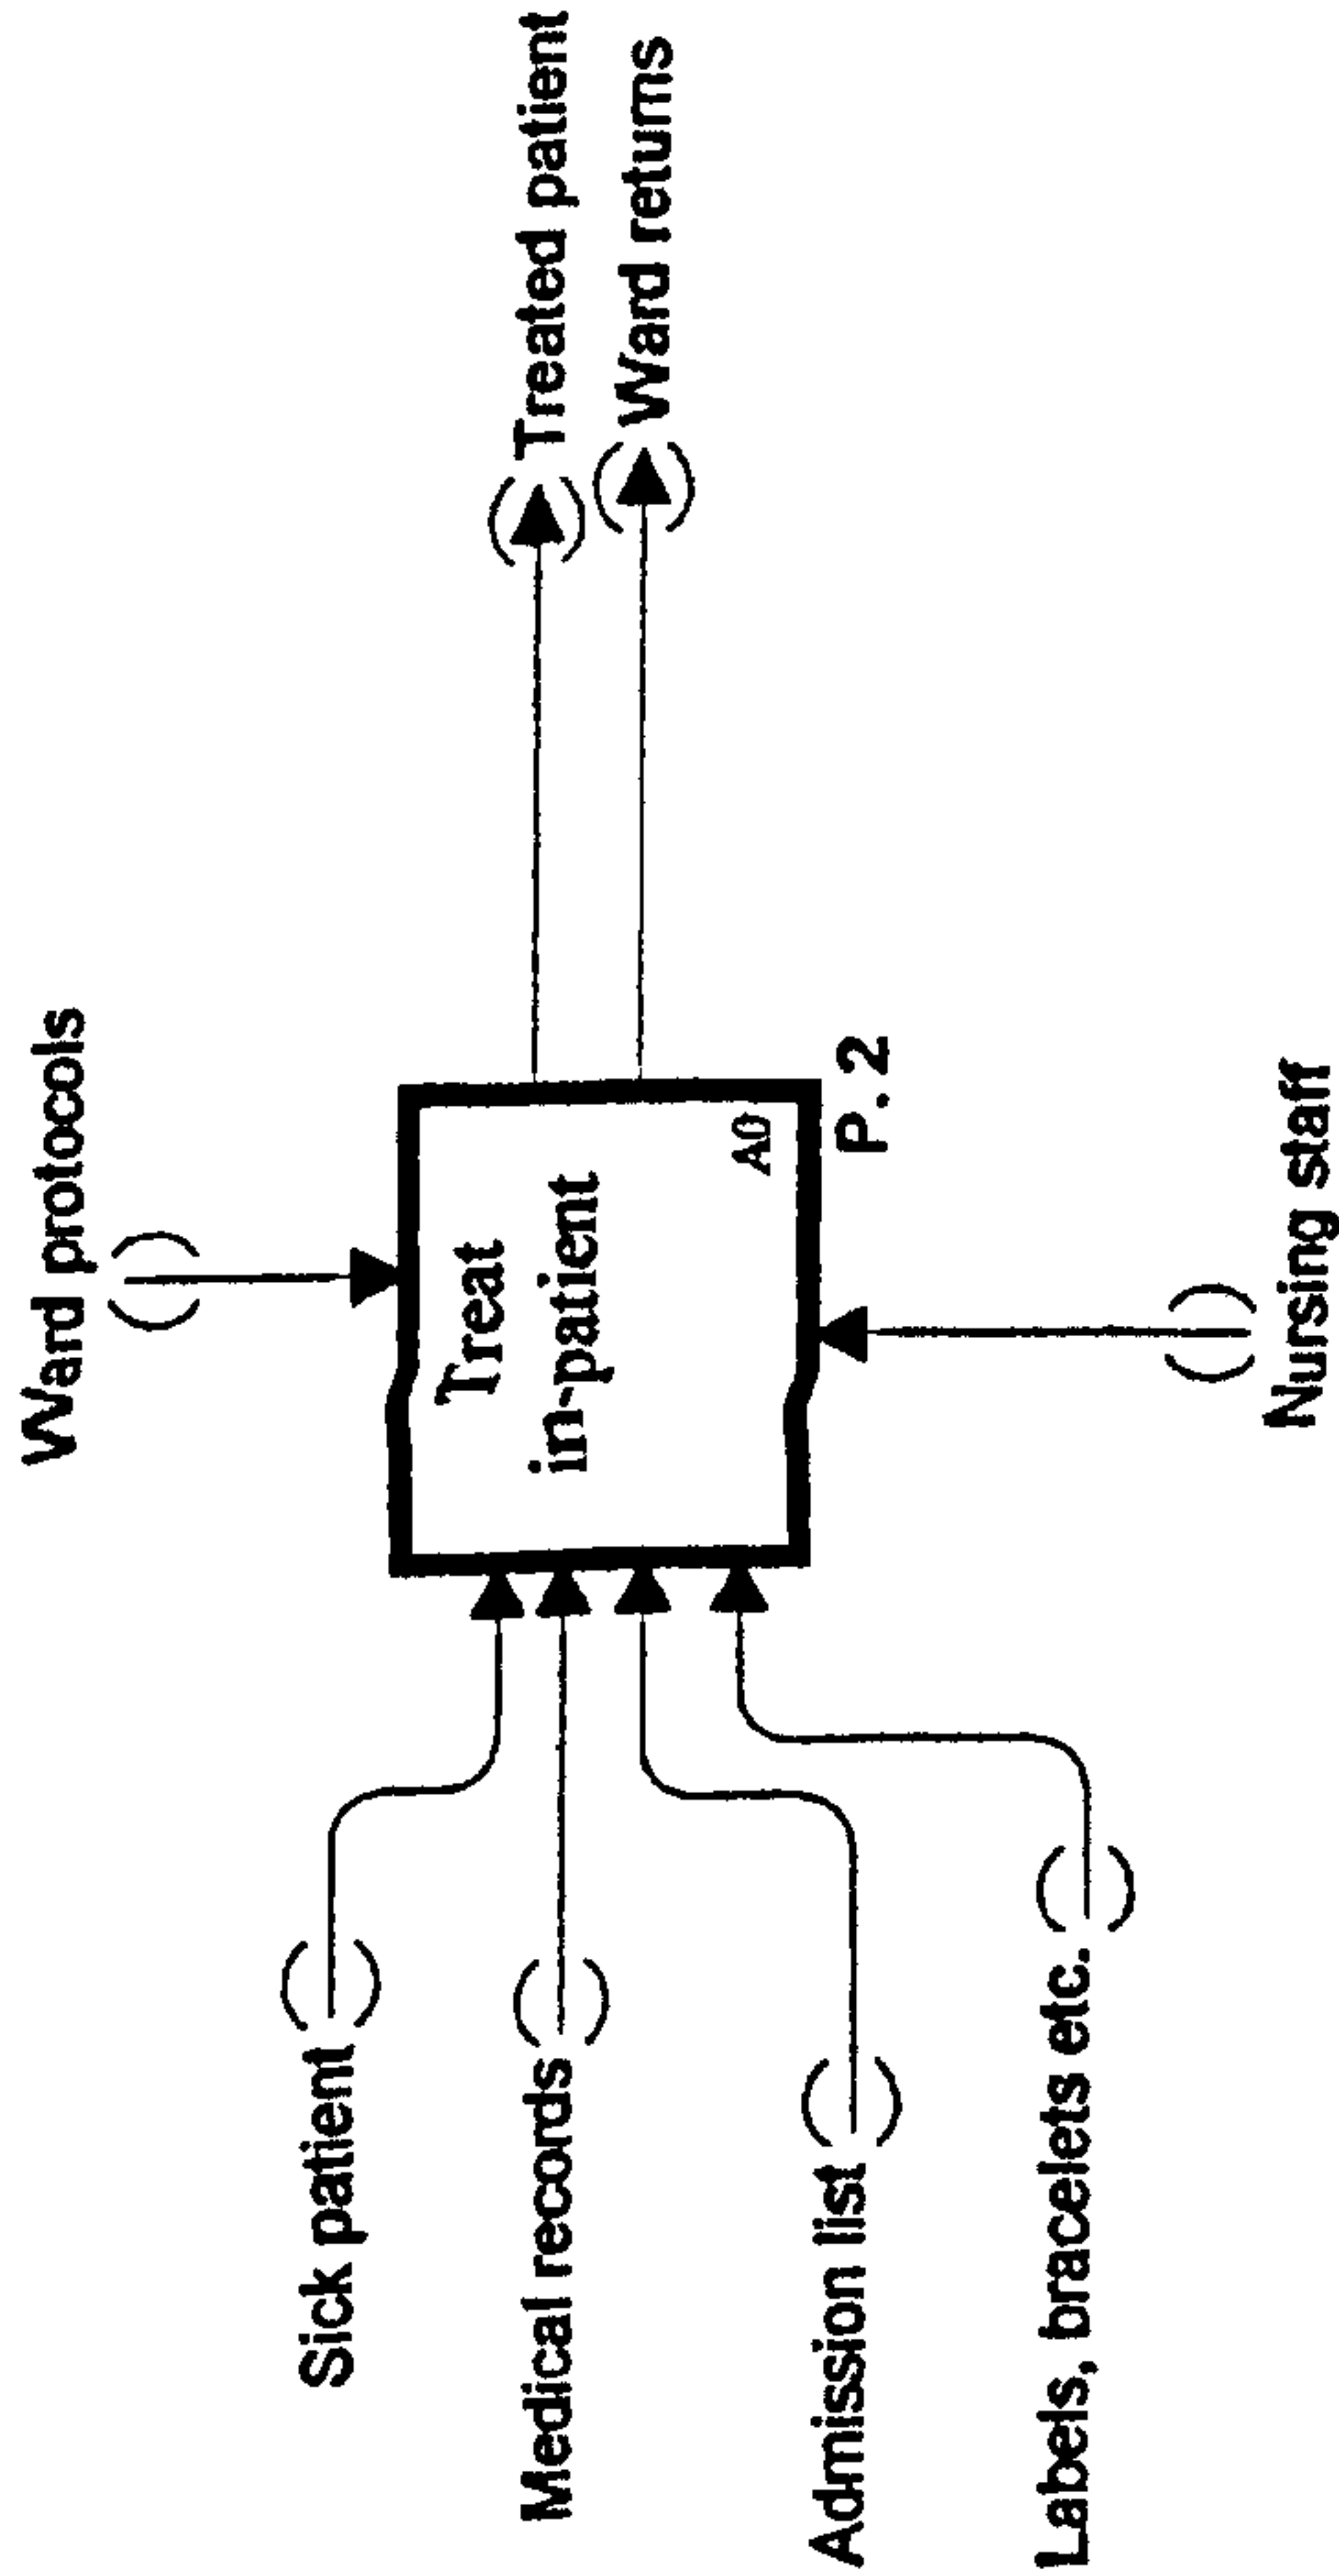 Ward protocols
Sick patient
Medical records
Admission list
Labels, bracelets etc.
Treat
in-patient
A0
P. 2
Treated patient
Ward returns
Nursing staff